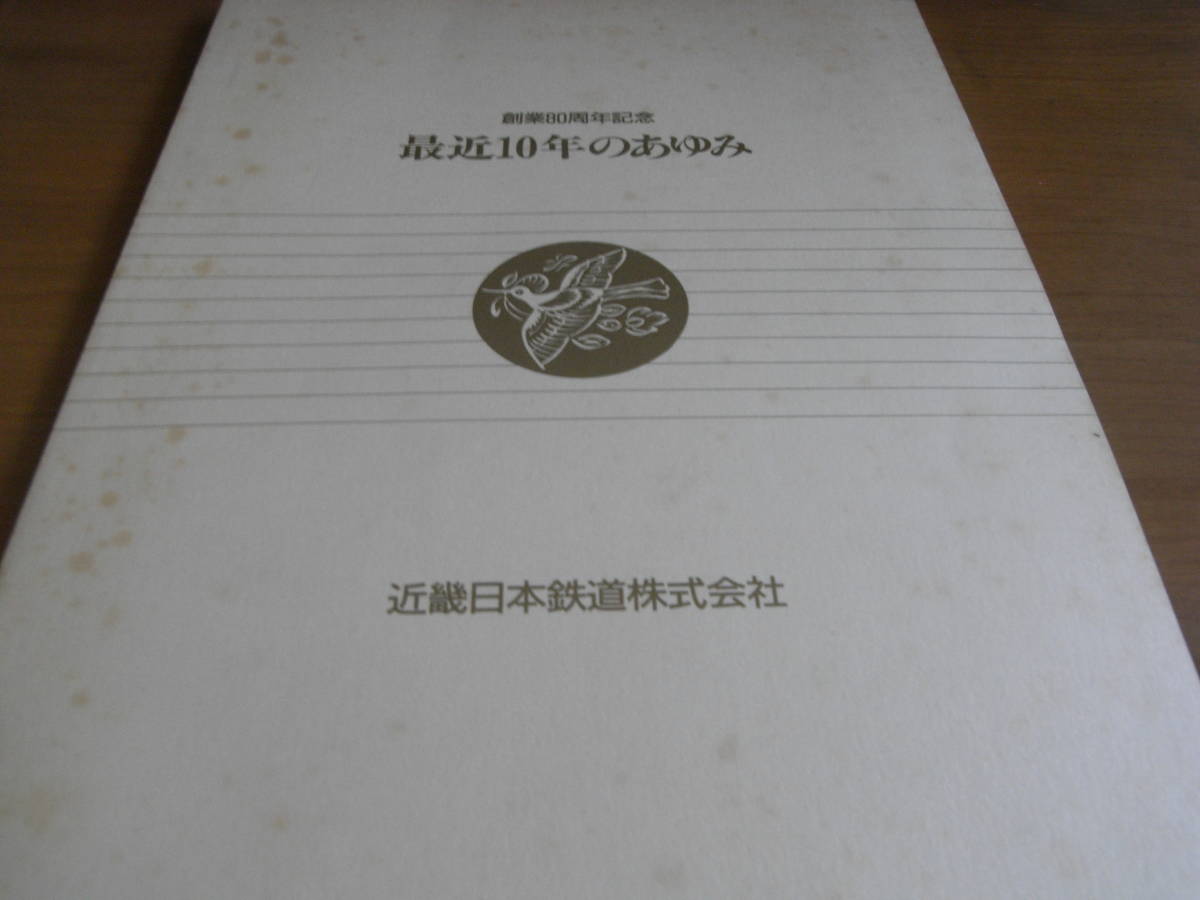 創業80周年記念
最近10年のあゆみ
近畿日本鉄道株式会社